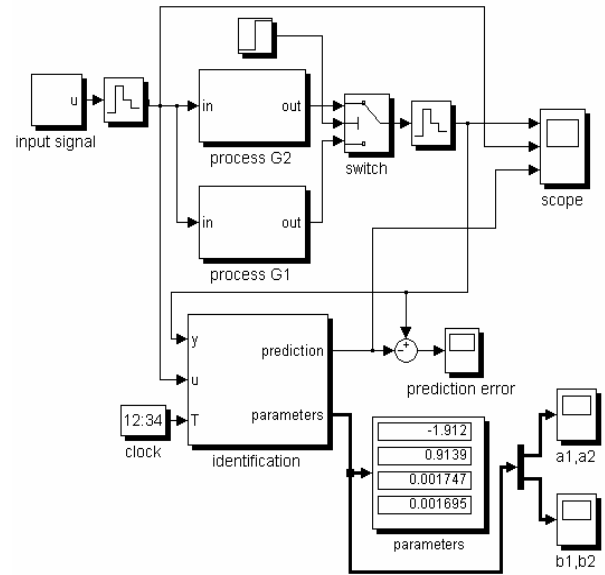 u
input signal
in
out
process G2
switch
scope
in
out
process G1
y
u
T
prediction
parameters
identification
12:34
clock
-
+
prediction error
-1.912
0.9139
0.001747
0.001695
parameters
a1,a2
b1,b2